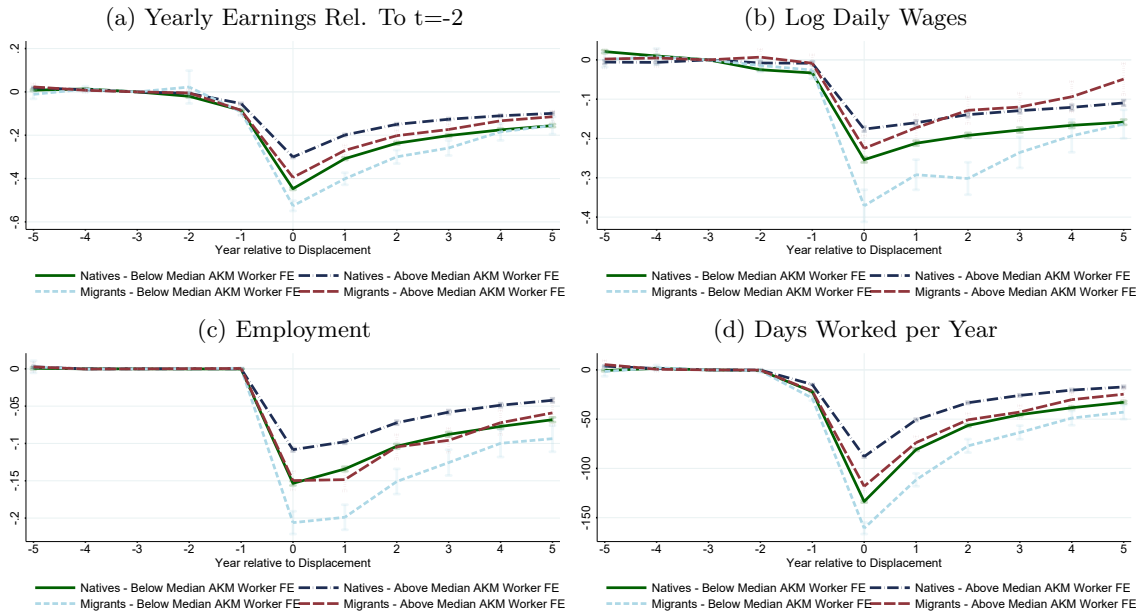 (a) Yearly Earnings Rel. To t=-2
.2
0
-.2
-.4
-.6
-5 -4 -3 -2 -1 0 1 2 3 4 5
Year relative to Displacement
Natives - Below Median AKM Worker FE Natives - Above Median AKM Worker FE
Migrants - Below Median AKM Worker FE Migrants - Above Median AKM Worker FE
(b) Log Daily Wages
0
-.1
-.2
-.3
-.4
-5 -4 -3 -2 -1 0 1 2 3 4 5
Year relative to Displacement
Natives - Below Median AKM Worker FE Natives - Above Median AKM Worker FE
Migrants - Below Median AKM Worker FE Migrants - Above Median AKM Worker FE
(c) Employment
0
-.05
-.1
-.15
-.2
-5 -4 -3 -2 -1 0 1 2 3 4 5
Year relative to Displacement
Natives - Below Median AKM Worker FE Natives - Above Median AKM Worker FE
Migrants - Below Median AKM Worker FE Migrants - Above Median AKM Worker FE
(d) Days Worked per Year
0
-50
-100
-150
-5 -4 -3 -2 -1 0 1 2 3 4 5
Year relative to Displacement
Natives - Below Median AKM Worker FE Natives - Above Median AKM Worker FE
Migrants - Below Median AKM Worker FE Migrants - Above Median AKM Worker FE